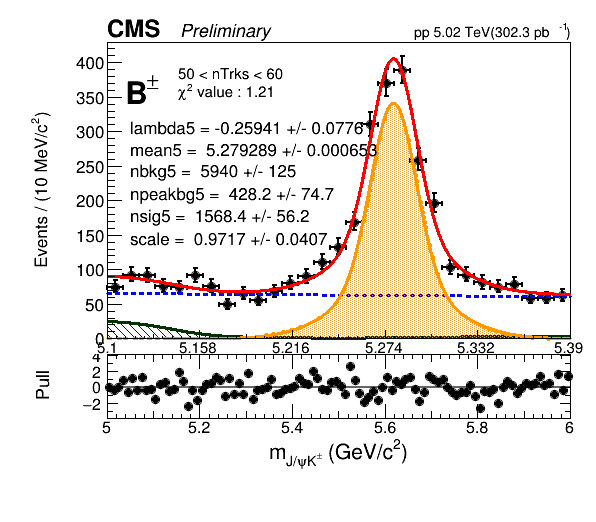 CMS Preliminary pp 5.02 TeV(302.3 pb -1)
400
350
300
250
200
150
100
50
0
Events / (10 MeV/c2)
B± 50 < nTrks < 60
χ2 value : 1.21
lambda5 = -0.25941 +/- 0.0776
mean5 = 5.279289 +/- 0.000653
nbkg5 = 5940 +/- 125
npeakbg5 = 428.2 +/- 74.7
nsig5 = 1568.4 +/- 56.2
scale = 0.9717 +/- 0.0407
5.1 5.158 5.216 5.274 5.332 5.39
4
2
0
−2
Pull
5 5.2 5.4 5.6 5.8 6
mJ/ψK± (GeV/c2)